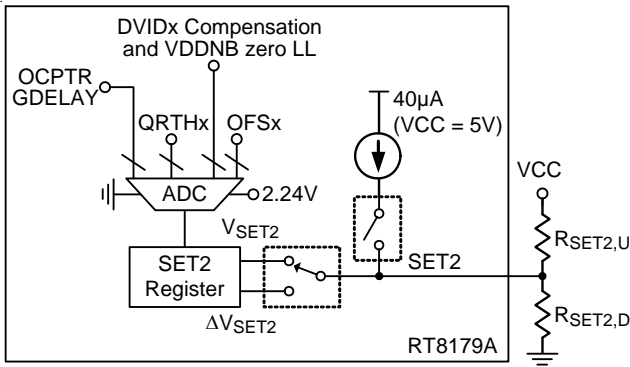 DVIDx Compensation
and VDDNB zero LL
OCPTR
GDELAY
QRTHx
OFSx
40µA
(VCC = 5V)
ADC
2.24V
VCC
VSET2
SET2
Register
SET2
RSET2,U
ΔVSET2
RSET2,D
RT8179A